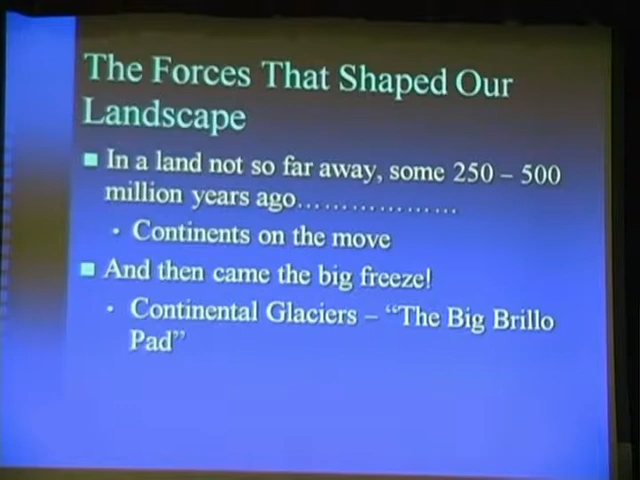 The Forces That Shaped Our
Landscape
In a land not so far away, some 250 – 500
million years ago………………
• Continents on the move
And then came the big freeze!
• Continental Glaciers – “The Big Brillo
Pad”